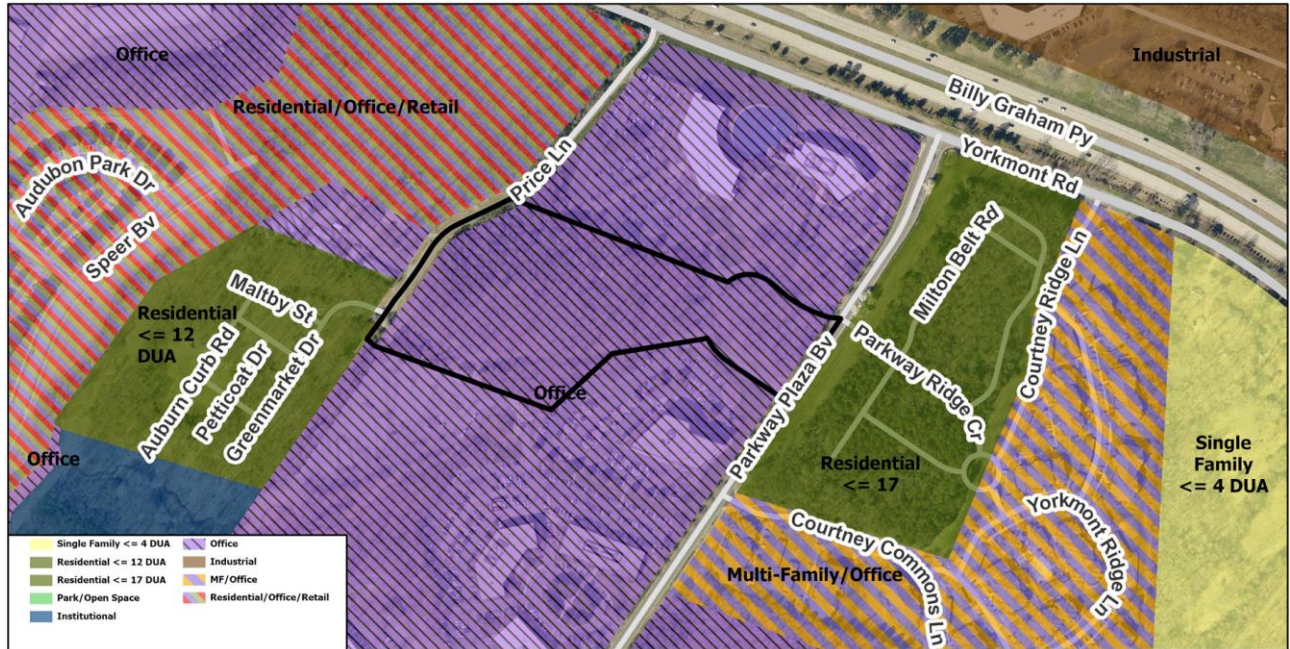 Office
Industrial
Residential/Office/Retail
Billy Graham Py
Yorkmont Rd
Audubon Park Dr
Price Ln
Speer Bv
Milton Belt Rd
Maltby St
Residential
<= 12
DUA
Auburn Curb Rd
Petticoat Dr
Greenmarket Dr
Office
Parkway Plaza Bv
Parkway Ridge Cr
Courtney Ridge Ln
Office
Residential
<= 17
Single
Family
<= 4 DUA
Courtney Commons Ln
Yorkmont Ridge Ln
Multi-Family/Office
Single Family <= 4 DUA
Residential <= 12 DUA
Residential <= 17 DUA
Park/Open Space
Institutional
Office
Industrial
MF/Office
Residential/Office/Retail